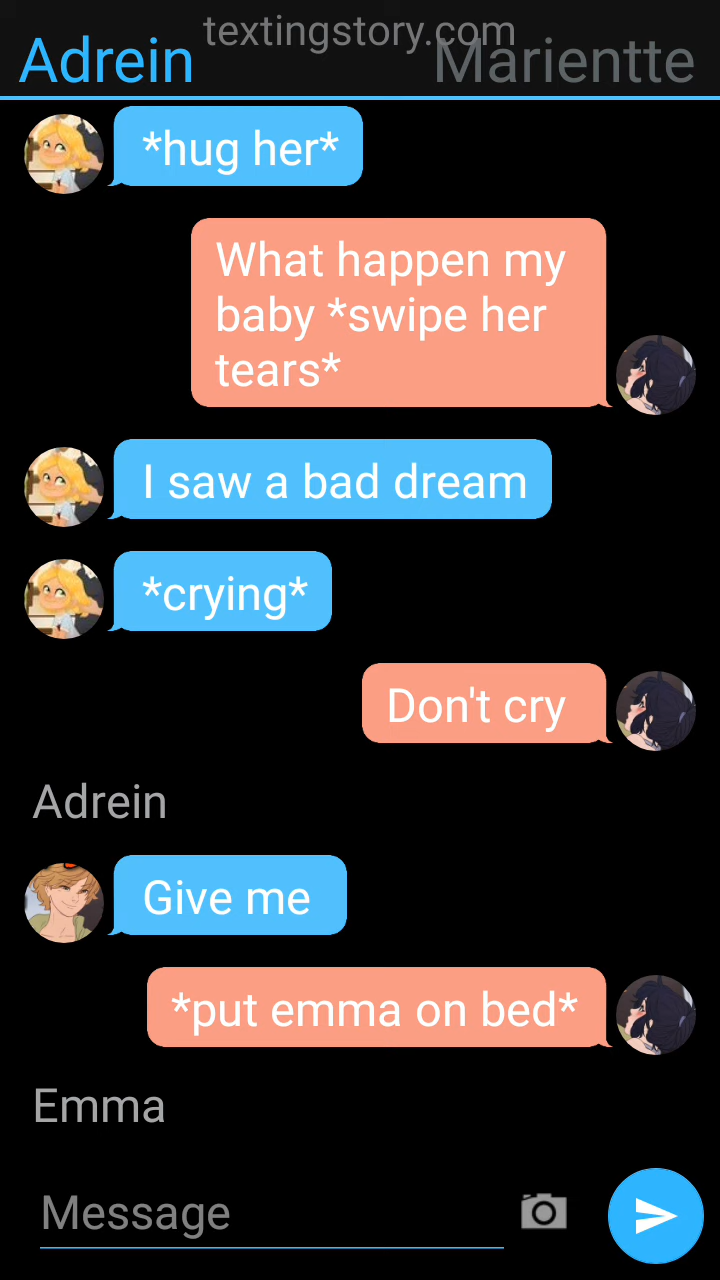 textingstory.com
Adrein
Marientte
*hug her*
What happen my
baby *swipe her
tears*
I saw a bad dream
*crying*
Don't cry
Adrein
Give me
*put emma on bed*
Emma
Message